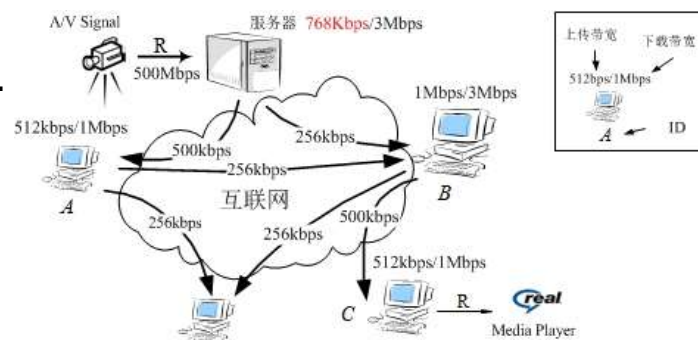 A/V Signal
R
500Mbps
服务器 768Kbps/3Mbps
上传带宽
下载带宽
512bps/1Mbps
A
ID
512kbps/1Mbps
A
500kbps
256kbps
256kbps
1Mbps/3Mbps
B
互联网
256kbps
256kbps
500kbps
512kbps/1Mbps
C
R
real
Media Player